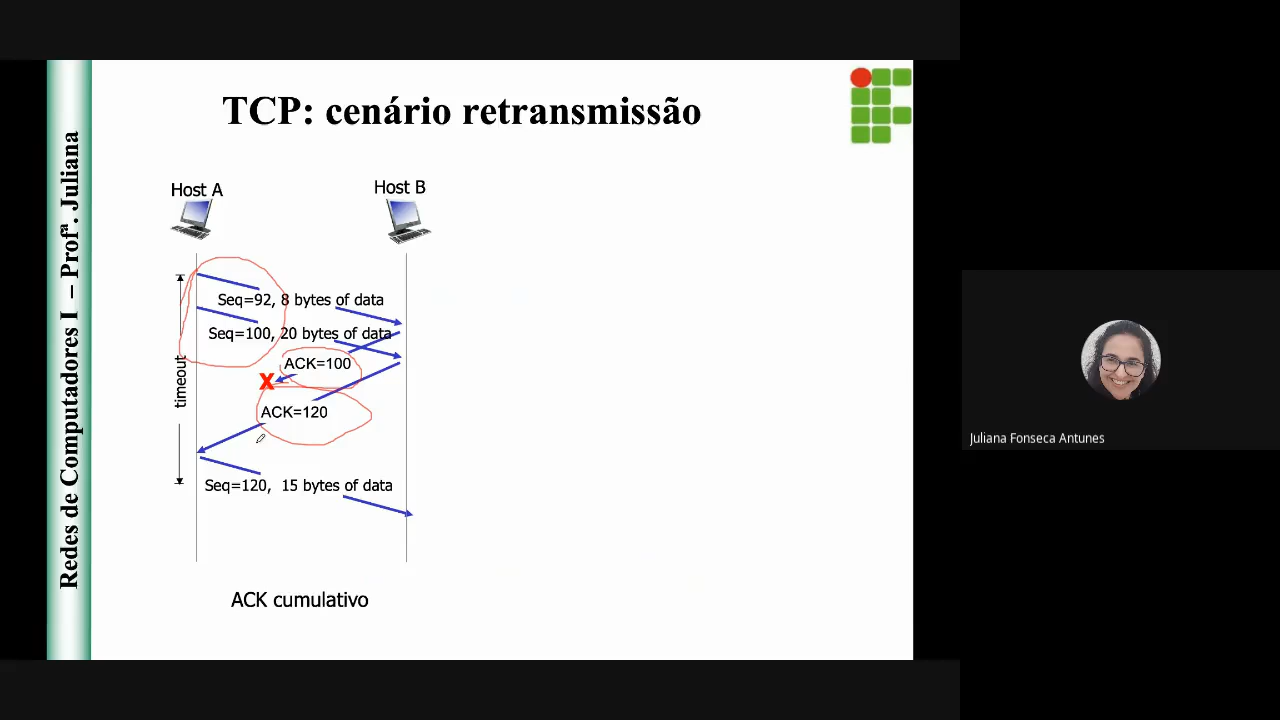 TCP: cenário retransmissão
Redes de Computadores I – Profª. Juliana
Host A
Host B
Seq=92, 8 bytes of data
Seq=100, 20 bytes of data
ACK=100
X
timeout
ACK=120
Seq=120, 15 bytes of data
ACK cumulativo
Juliana Fonseca Antunes